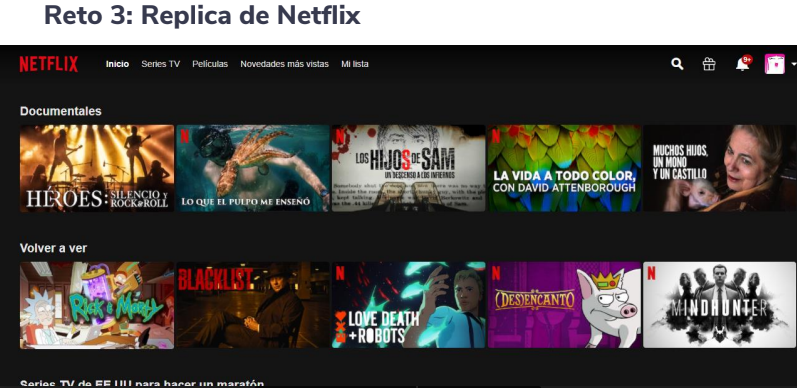 Reto 3: Replica de Netflix
NETFLIX Inicio Series TV Películas Novedades más vistas Mi lista 9+
Documentales
HÉROES: SILENCIO Y
ROCK&ROLL
N
LO QUE EL PULPO ME ENSEÑÓ
N
LOS HIJOS DE SAM
UN DESCENSO A LOS INFIERNOS
N
LA VIDA A TODO COLOR,
CON DAVID ATTENBOROUGH
MUCHOS HIJOS,
UN MONO
Y UN CASTILLO
Volver a ver
Rick & Morty
BLACKLIST
N
LOVE DEATH
+ROBOTS
N
(DES)ENCANTO
N
MINDHUNTER
Series TV de EE.UU para hacer un maratón